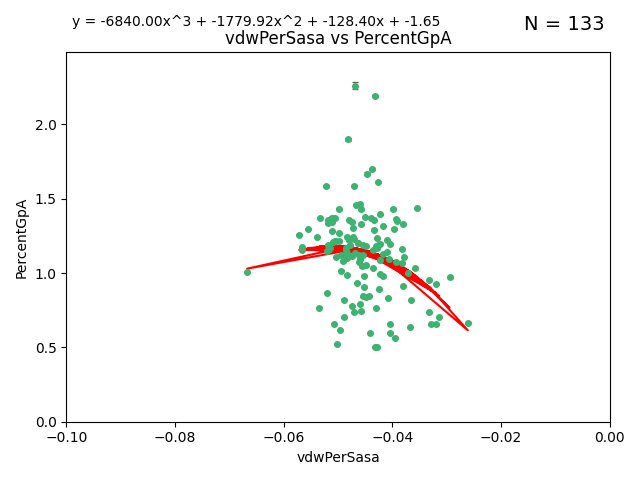 y = -6840.00x^3 + -1779.92x^2 + -128.40x + -1.65
N = 133
vdwPerSasa vs PercentGpA
PercentGpA
2.0
1.5
1.0
0.5
0.0
−0.10 −0.08 −0.06 −0.04 −0.02 0.00
vdwPerSasa